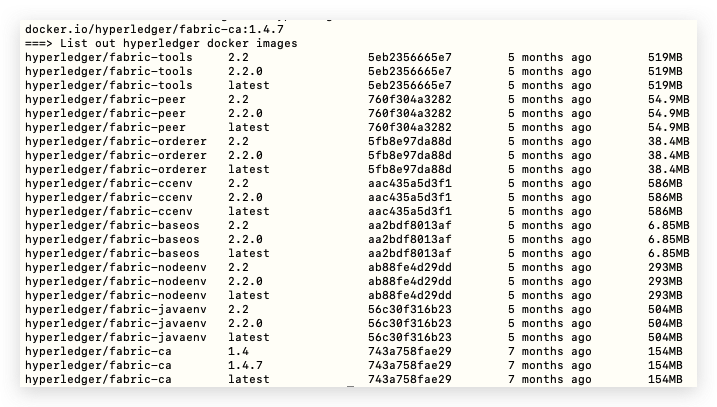 docker.io/hyperledger/fabric-ca:1.4.7
===> List out hyperledger docker images
hyperledger/fabric-tools 2.2 5eb2356665e7 5 months ago 519MB
hyperledger/fabric-tools 2.2.0 5eb2356665e7 5 months ago 519MB
hyperledger/fabric-tools latest 5eb2356665e7 5 months ago 519MB
hyperledger/fabric-peer 2.2 760f304a3282 5 months ago 54.9MB
hyperledger/fabric-peer 2.2.0 760f304a3282 5 months ago 54.9MB
hyperledger/fabric-peer latest 760f304a3282 5 months ago 54.9MB
hyperledger/fabric-orderer 2.2 5fb8e97da88d 5 months ago 38.4MB
hyperledger/fabric-orderer 2.2.0 5fb8e97da88d 5 months ago 38.4MB
hyperledger/fabric-orderer latest 5fb8e97da88d 5 months ago 38.4MB
hyperledger/fabric-ccenv 2.2 aac435a5d3f1 5 months ago 586MB
hyperledger/fabric-ccenv 2.2.0 aac435a5d3f1 5 months ago 586MB
hyperledger/fabric-ccenv latest aac435a5d3f1 5 months ago 586MB
hyperledger/fabric-baseos 2.2 aa2bdf8013af 5 months ago 6.85MB
hyperledger/fabric-baseos 2.2.0 aa2bdf8013af 5 months ago 6.85MB
hyperledger/fabric-baseos latest aa2bdf8013af 5 months ago 6.85MB
hyperledger/fabric-nodeenv 2.2 ab88fe4d29dd 5 months ago 293MB
hyperledger/fabric-nodeenv 2.2.0 ab88fe4d29dd 5 months ago 293MB
hyperledger/fabric-nodeenv latest ab88fe4d29dd 5 months ago 293MB
hyperledger/fabric-javaenv 2.2 56c30f316b23 5 months ago 504MB
hyperledger/fabric-javaenv 2.2.0 56c30f316b23 5 months ago 504MB
hyperledger/fabric-javaenv latest 56c30f316b23 5 months ago 504MB
hyperledger/fabric-ca 1.4 743a758fae29 7 months ago 154MB
hyperledger/fabric-ca 1.4.7 743a758fae29 7 months ago 154MB
hyperledger/fabric-ca latest 743a758fae29 7 months ago 154MB